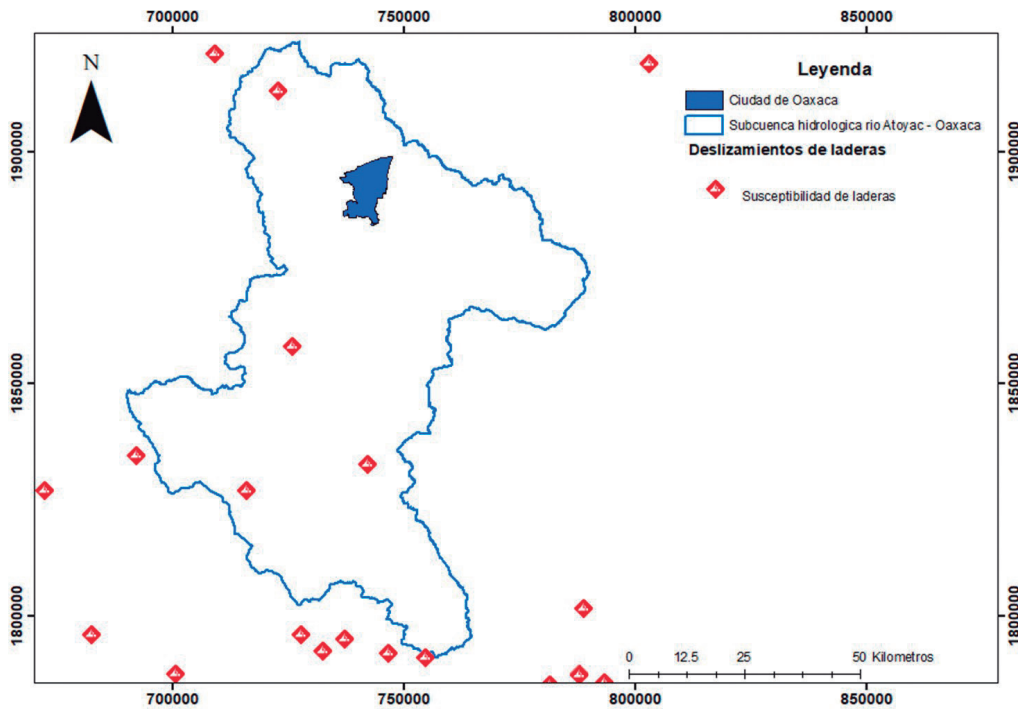 700000 750000 800000 850000
N
Leyenda
Ciudad de Oaxaca
Subcuenca hidrologica rio Atoyac - Oaxaca
Deslizamientos de laderas
Susceptibilidad de laderas
1900000 1900000
1850000 1850000
1800000 1800000
0 12.5 25 50 Kilometros
700000 750000 800000 850000